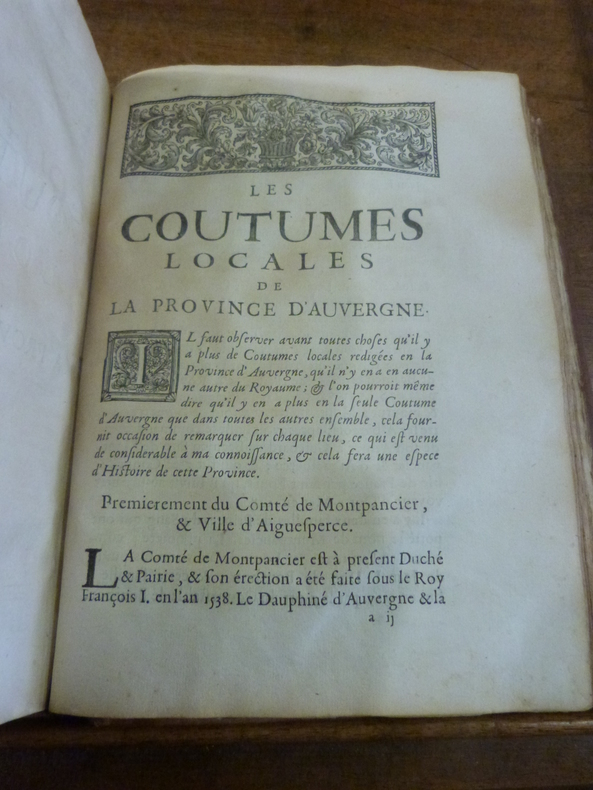 LES
COUTUMES
LOCALES
DE
LA PROVINCE D'AUVERGNE.
IL faut observer avant toutes choses qu'il y
a plus de Coutumes locales redigées en la
Province d'Auvergne, qu'il n'y en a en aucu-
ne autre du Royaume; & l'on pourroit même
dire qu'il y en a plus en la seule Coutume
d'Auvergne que dans toutes les autres ensemble, cela four-
nit occasion de remarquer sur chaque lieu, ce qui est venu
de considerable à ma connoissance, & cela sera une espece
d'Histoire de cette Province.
Premierement du Comté de Montpancier,
& Ville d'Aiguesperce.
LA Comté de Montpancier est à present Duché
& Pairie, & son érection a été faite sous le Roy
François I. en l'an 1538. Le Dauphiné d'Auvergne & la
a ij